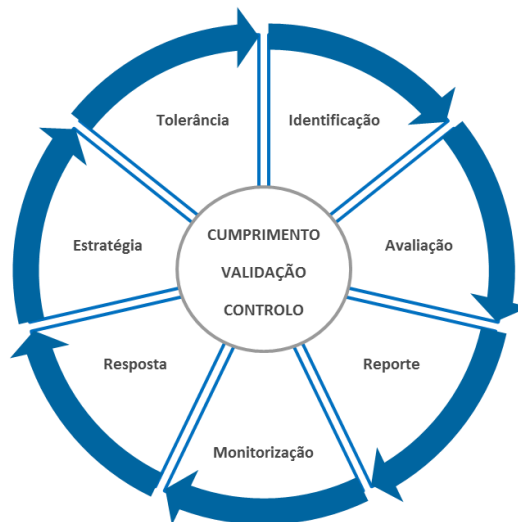 Tolerância
Identificação
Estratégia
CUMPRIMENTO
VALIDAÇÃO
CONTROLO
Avaliação
Resposta
Reporte
Monitorização